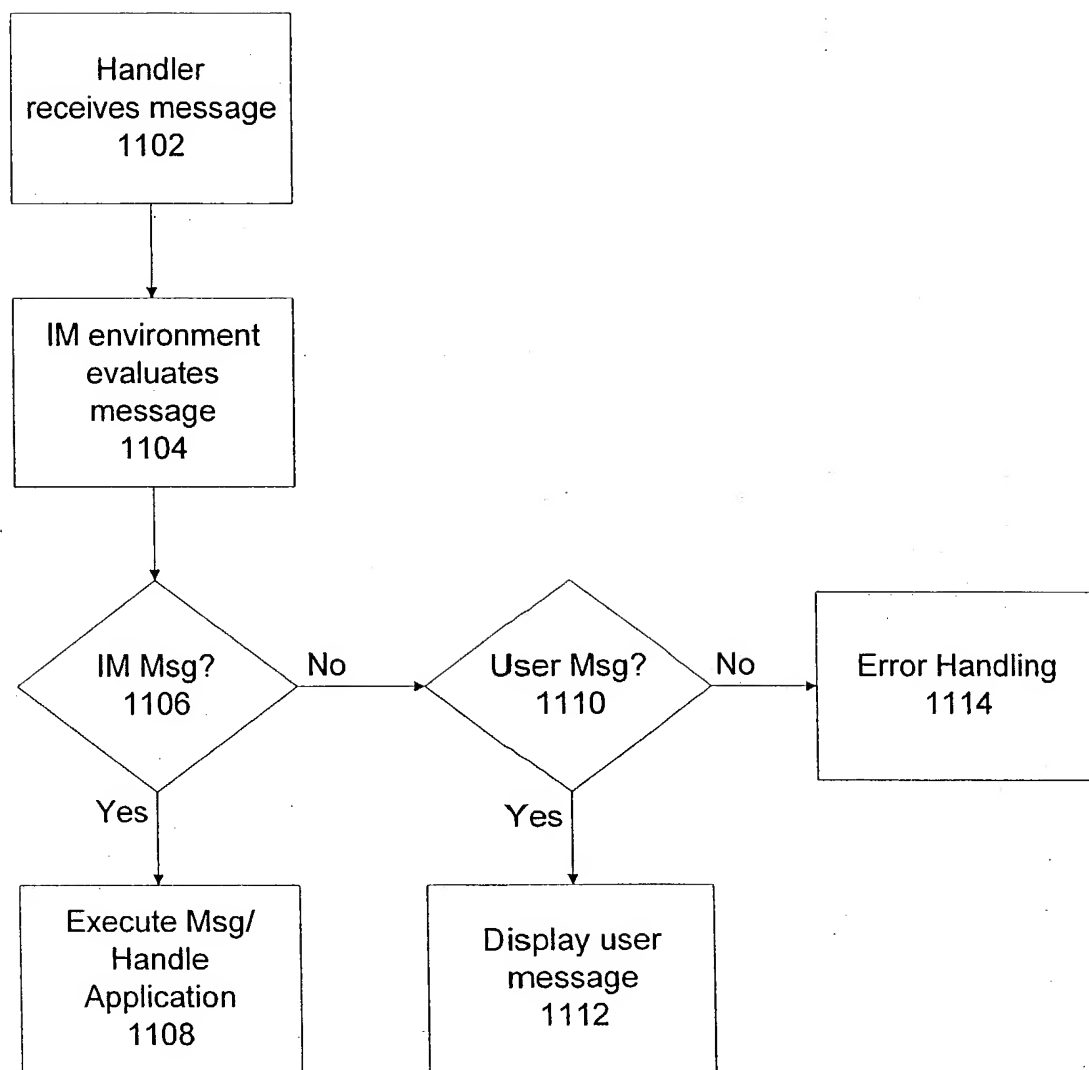 Handler
receives message
1102
IM environment
evaluates
message
1104
IM Msg?
1106
No
User Msg?
1110
No
Error Handling
1114
Yes
Yes
Execute Msg/
Handle
Application
1108
Display user
message
1112